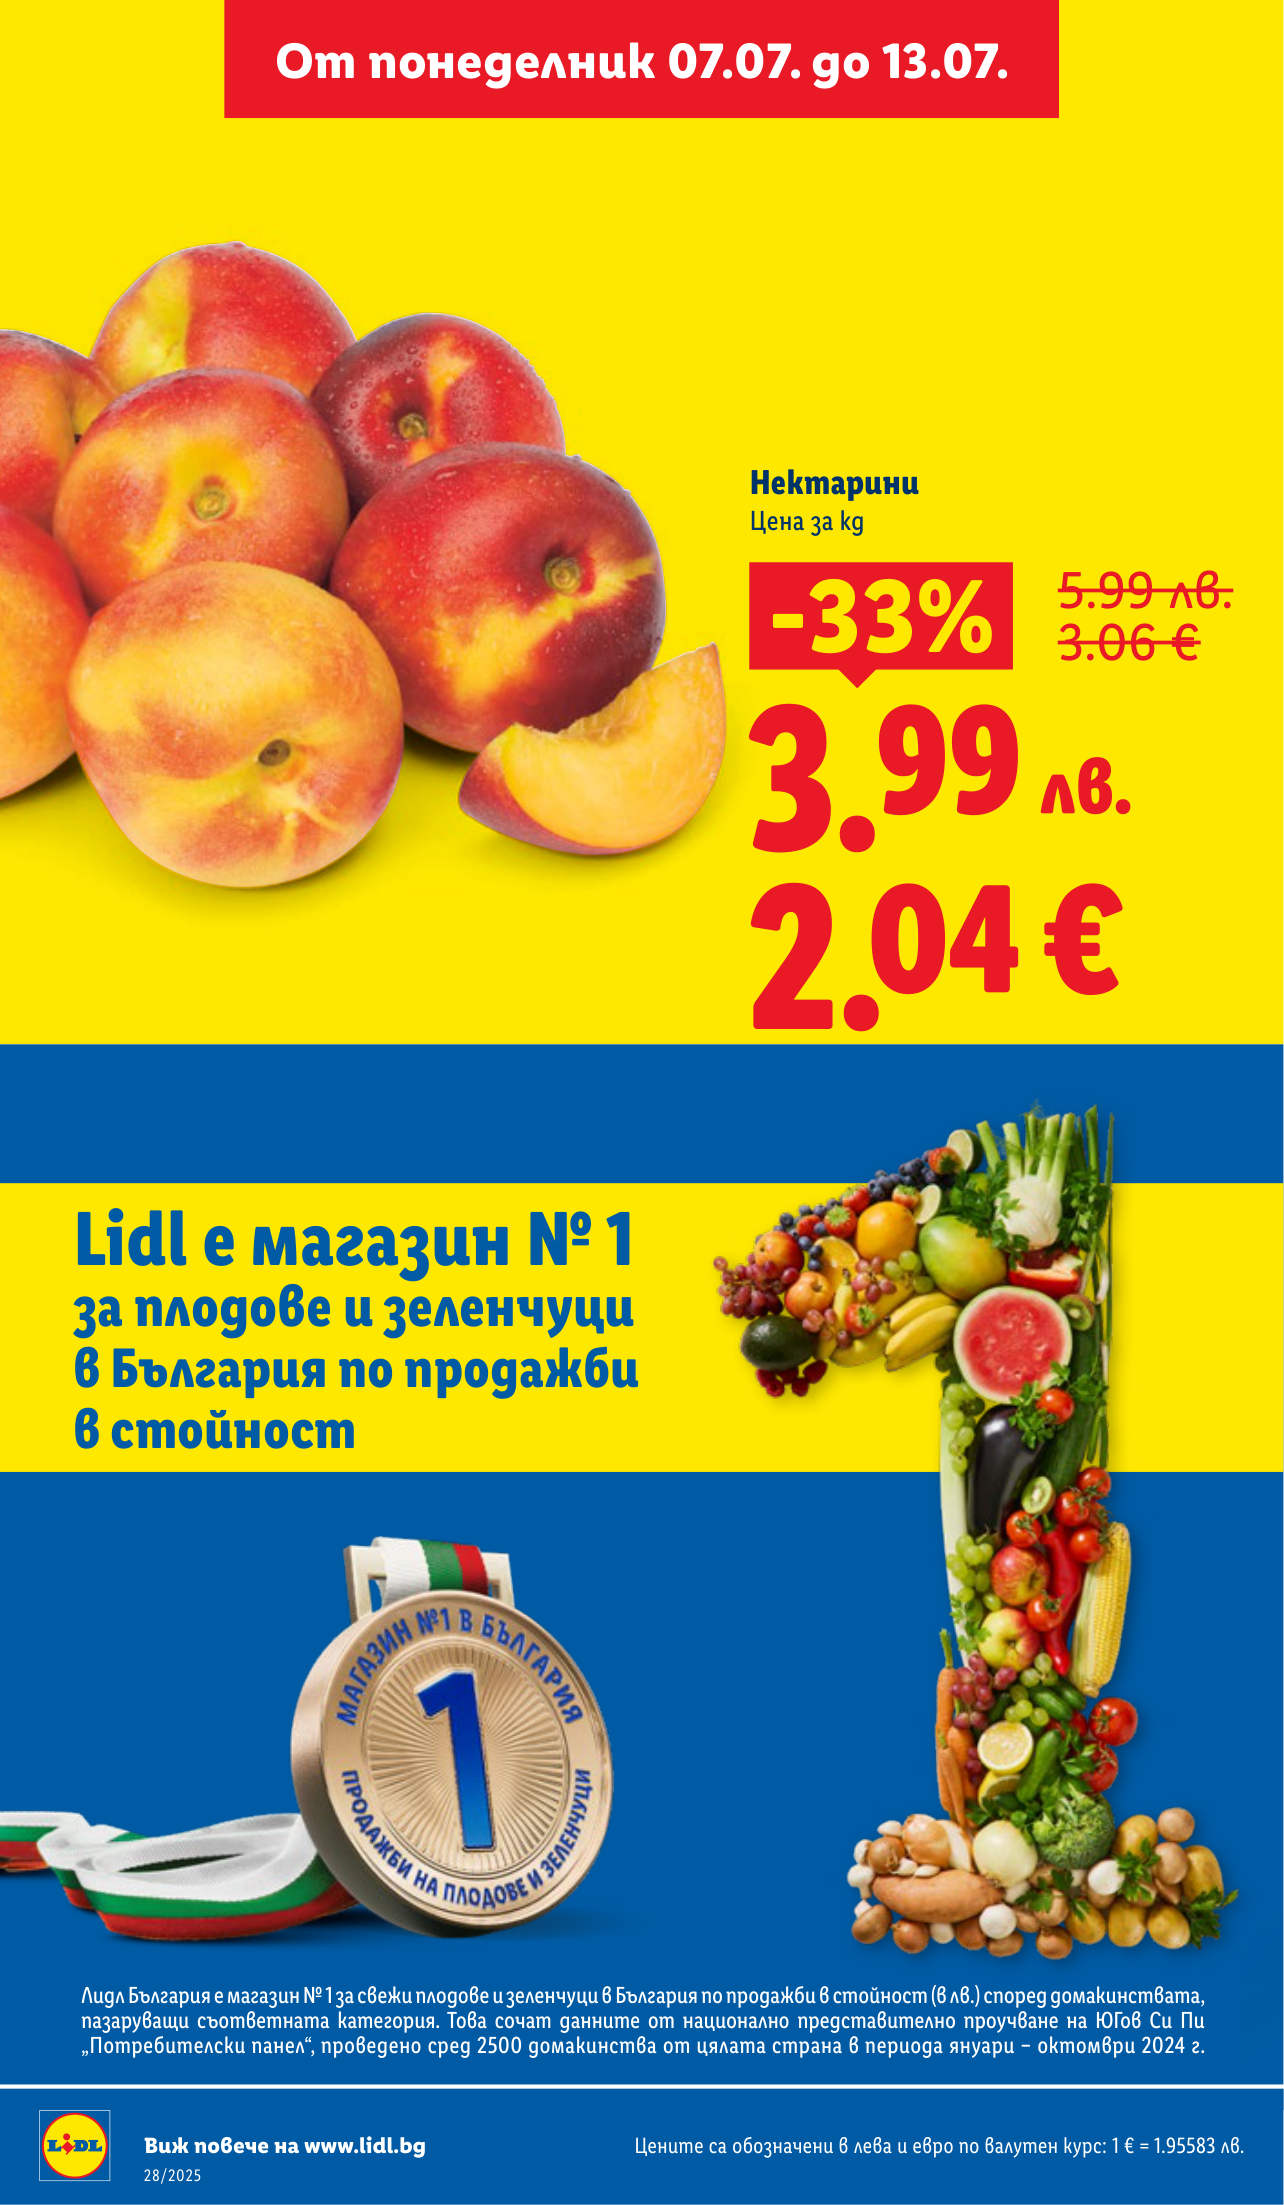 От понеделник 07.07. до 13.07.
Нектарини
Цена за кg
-33%
5.99 лв.
3.06 €
3.99 лв.
2.04 €
Lidl е магазин № 1
за плодове и зеленчуци
в България по продажби
в стойност
МАГАЗИН №1 В БЪЛГАРИЯ
1
ПРОДАЖБИ НА ПЛОДОВЕ И ЗЕЛЕНЧУЦИ
Лидл България е магазин № 1 за свежи плодове и зеленчуци в България по продажби в стойност (в лв.) според домакинствата,
пазаруващи съответната категория. Това сочат данните от национално представително проучване на ЮГов Си Пи
„Потребителски панел“, проведено сред 2500 домакинства от цялата страна в периода януари – октомври 2024 г.
LIDL
Виж повече на www.lidl.bg
28/2025
Цените са обозначени в лева и евро по валутен курс: 1 € = 1.95583 лв.